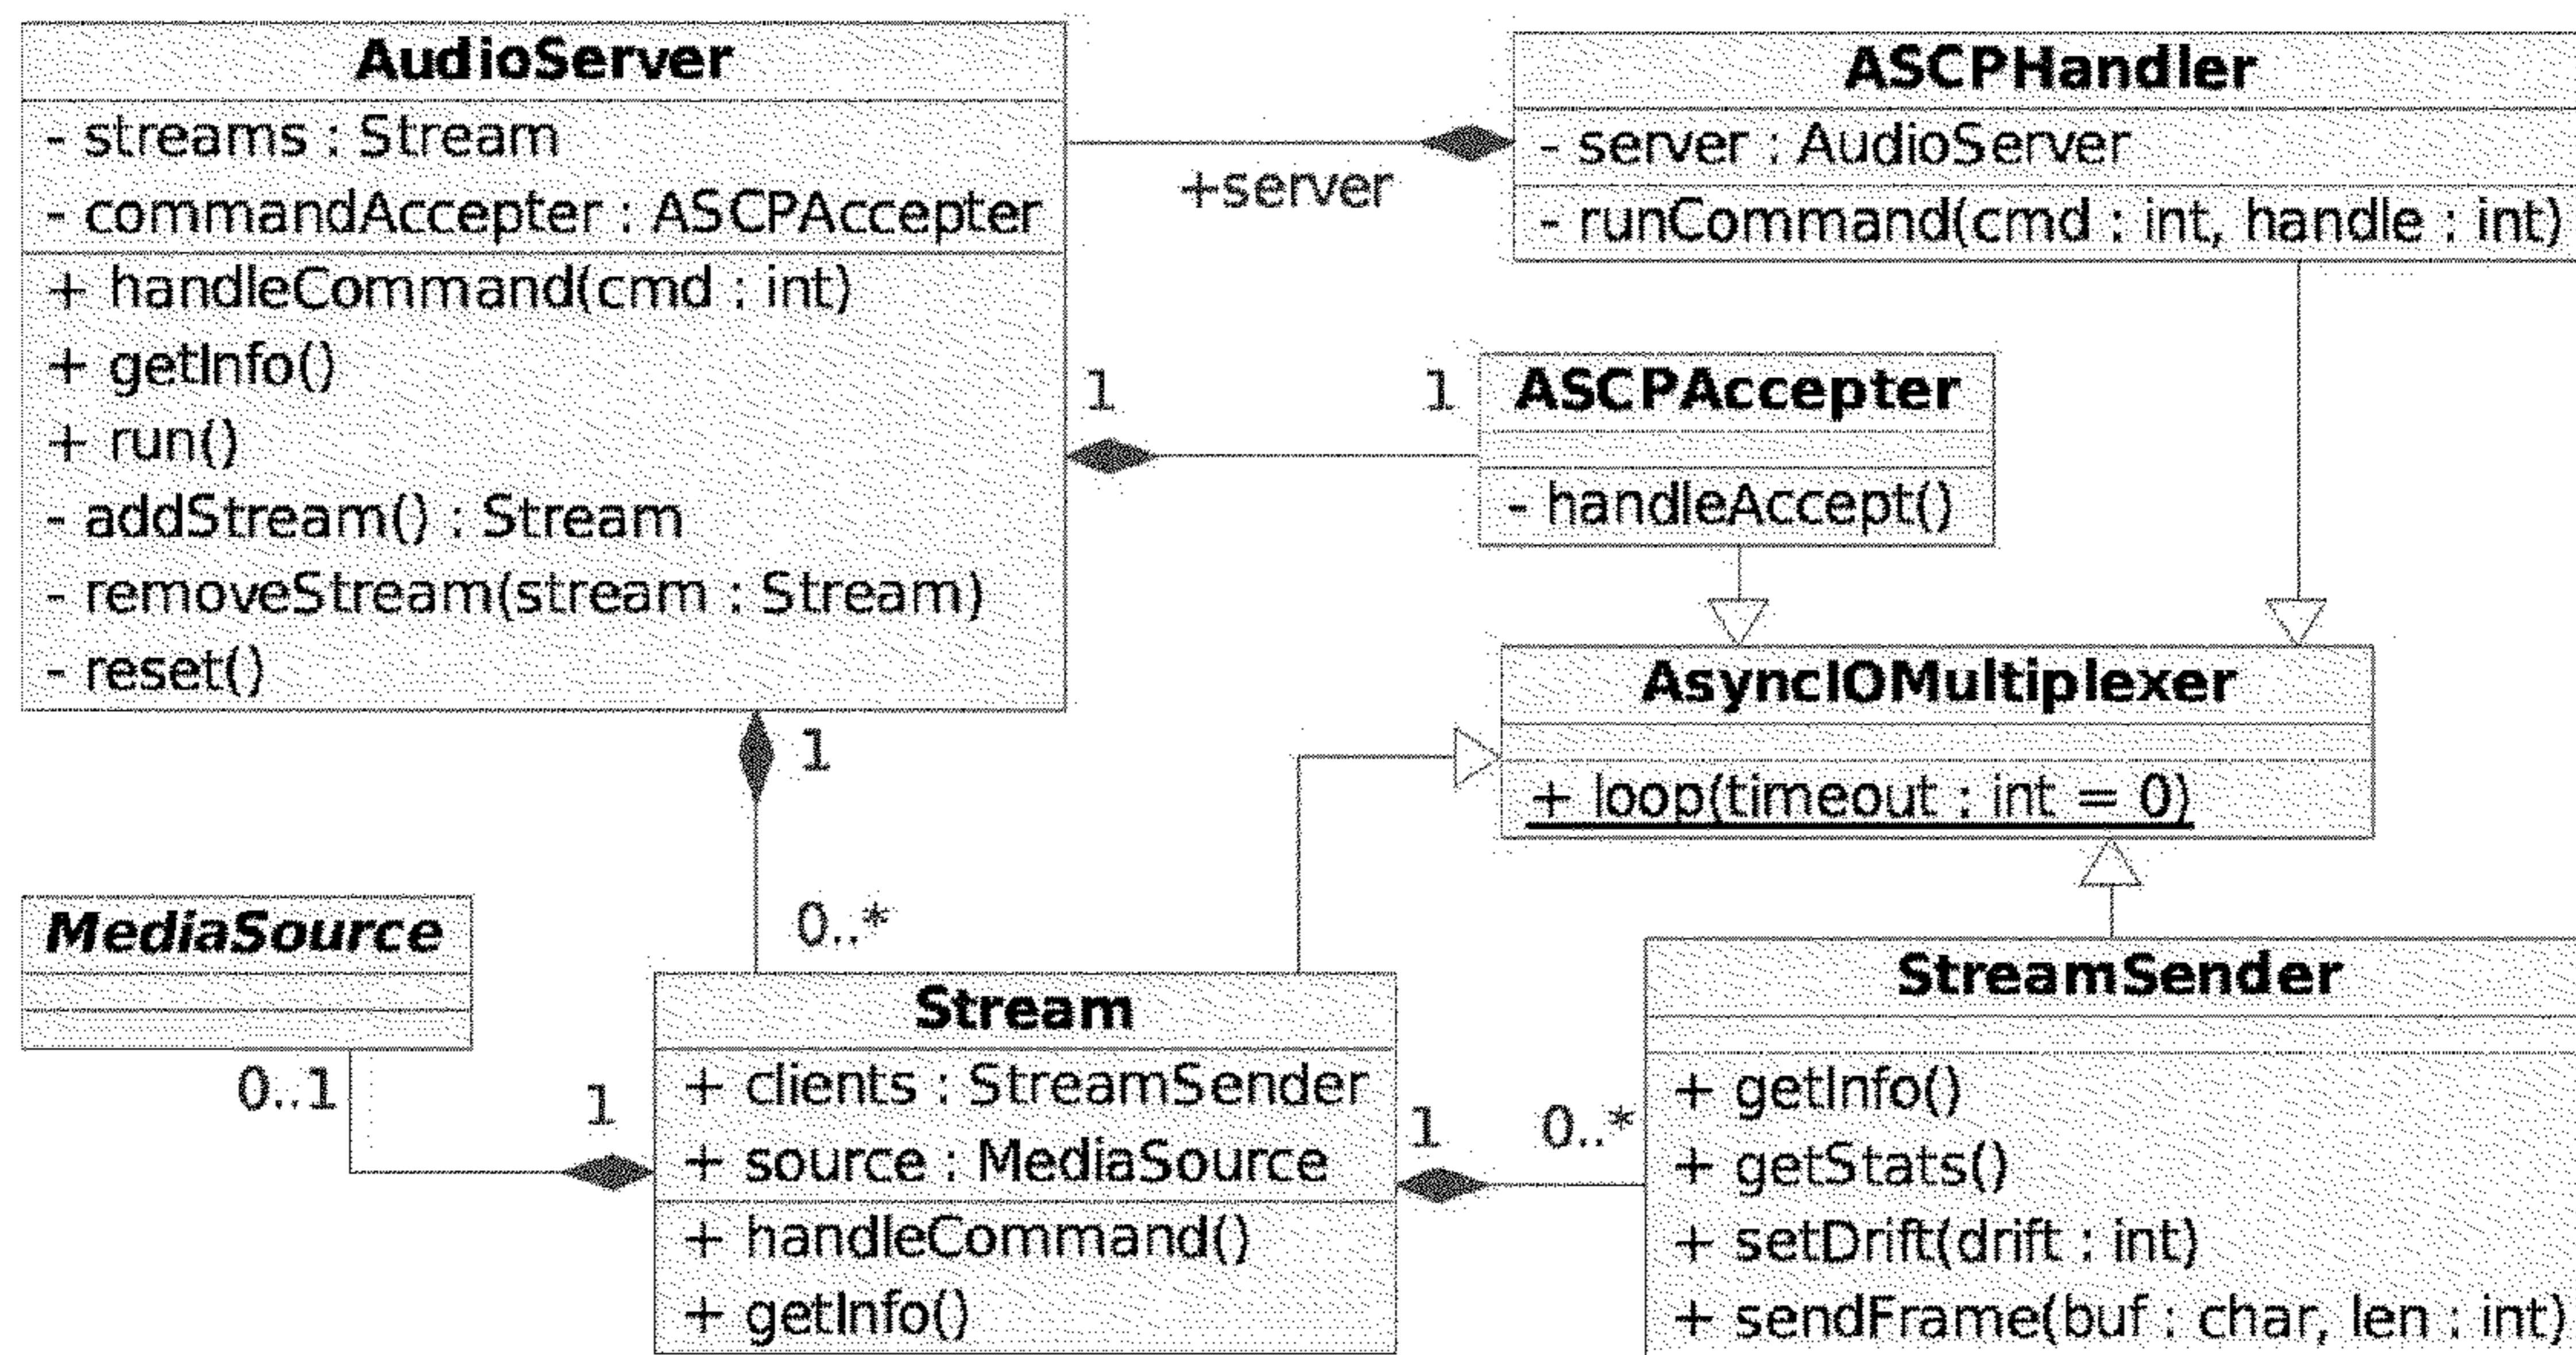 AudioServer
- streams : Stream
- commandAccepter : ASCPAccepter
+ handleCommand(cmd : int)
+ getInfo()
+ run()
- addStream() : Stream
- removeStream(stream : Stream)
- reset()
+server
ASCPHandler
- server : AudioServer
- runCommand(cmd : int, handle : int)
1
1
ASCPAccepter
- handleAccept()
AsyncIOMultiplexer
+ loop(timeout : int = 0)
1
0..*
MediaSource
0..1
1
Stream
+ clients : StreamSender
+ source : MediaSource
+ handleCommand()
+ getInfo()
1
0..*
StreamSender
+ getInfo()
+ getStats()
+ setDrift(drift : int)
+ sendFrame(buf : char, len : int)